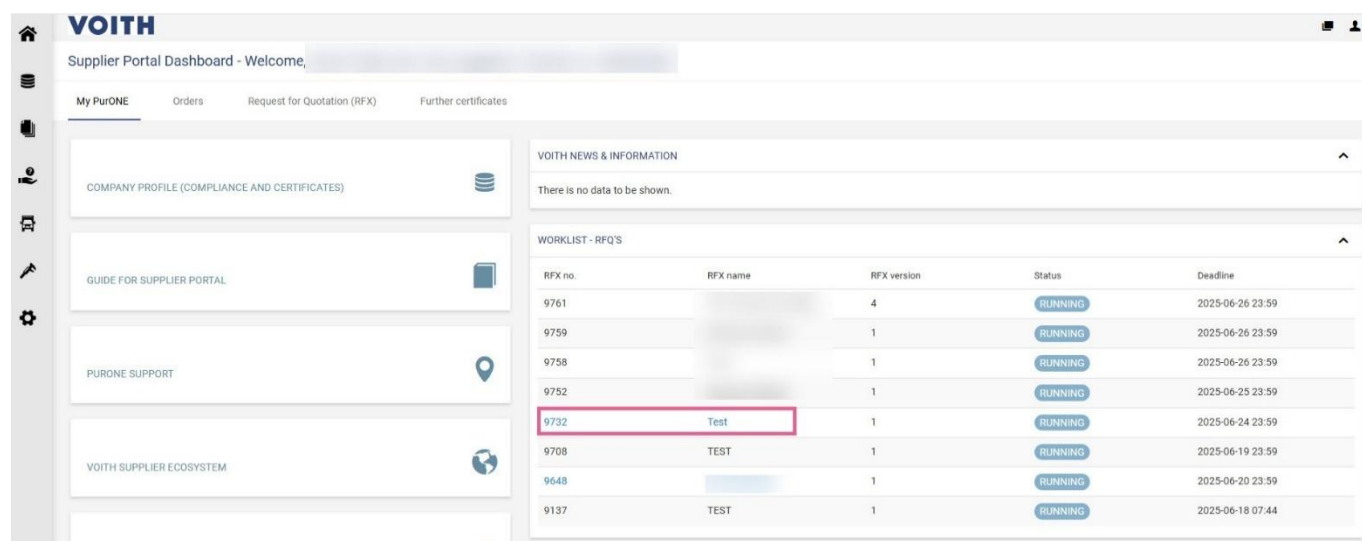 VOITH
Supplier Portal Dashboard - Welcome,
My PurONE Orders Request for Quotation (RFX) Further certificates
COMPANY PROFILE (COMPLIANCE AND CERTIFICATES)
GUIDE FOR SUPPLIER PORTAL
PURONE SUPPORT
VOITH SUPPLIER ECOSYSTEM
VOITH NEWS & INFORMATION
There is no data to be shown.
WORKLIST - RFQ'S
RFX no. RFX name RFX version Status Deadline
9761 4 RUNNING 2025-06-26 23:59
9759 1 RUNNING 2025-06-26 23:59
9758 1 RUNNING 2025-06-26 23:59
9752 1 RUNNING 2025-06-25 23:59
9732 Test 1 RUNNING 2025-06-24 23:59
9708 TEST 1 RUNNING 2025-06-19 23:59
9648 1 RUNNING 2025-06-20 23:59
9137 TEST 1 RUNNING 2025-06-18 07:44